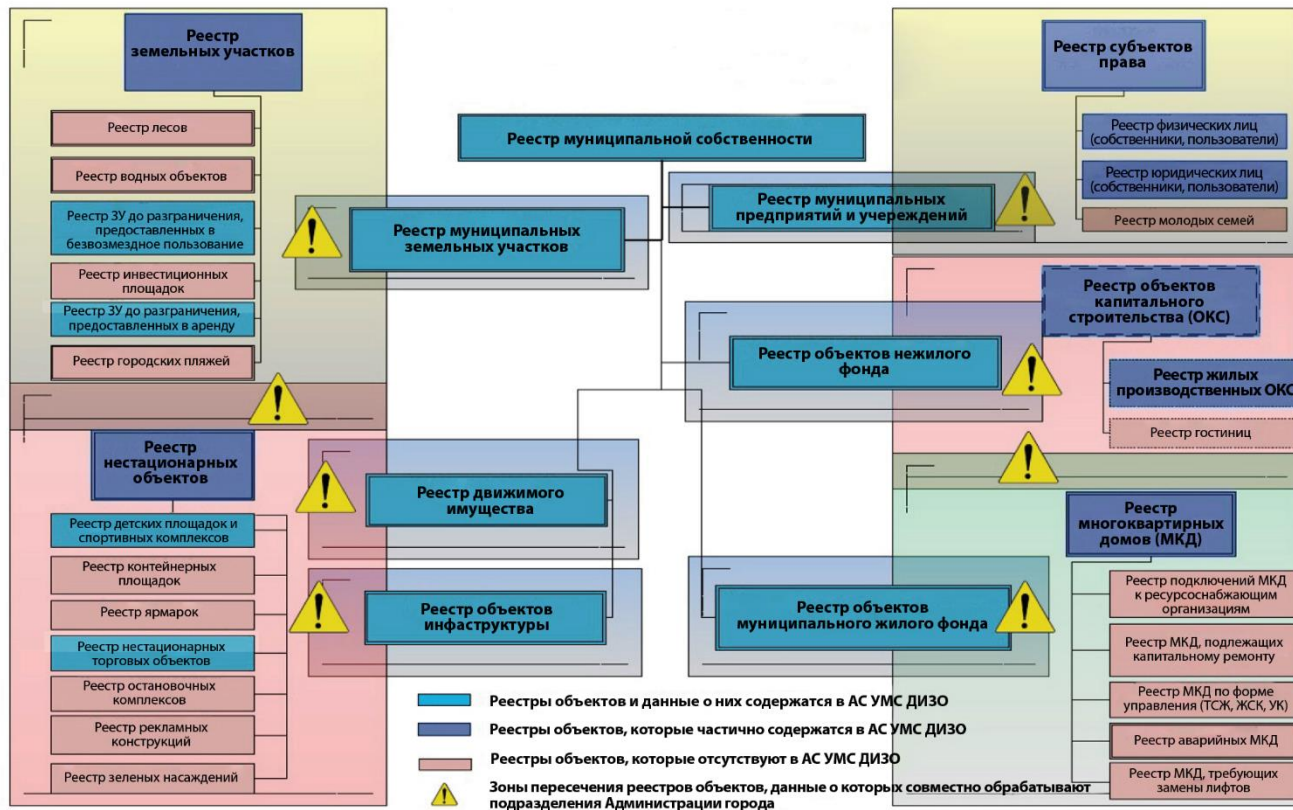 Реестр
земельных участков
Реестр лесов
Реестр водных объектов
Реестр ЗУ до разграничения,
предоставленных в
безвозмездное пользование
Реестр инвестиционных
площадок
Реестр ЗУ до разграничения,
предоставленных в аренду
Реестр городских пляжей
Реестр
нестационарных
объектов
Реестр детских площадок и
спортивных комплексов
Реестр контейнерных
площадок
Реестр ярмарок
Реестр нестационарных
торговых объектов
Реестр остановочных
комплексов
Реестр рекламных
конструкций
Реестр зеленых насаждений
Реестр муниципальной собственности
Реестр муниципальных
земельных участков
Реестр муниципальных
предприятий и учереждений
Реестр объектов нежилого
фонда
Реестр движимого
имущества
Реестр объектов
инфаструктуры
Реестр объектов
муниципального жилого фонда
Реестр субъектов
права
Реестр физических лиц
(собственники, пользователи)
Реестр юридических лиц
(собственники, пользователи)
Реестр молодых семей
Реестр объектов
капитального
строительства (ОКС)
Реестр жилых
производственных ОКС
Реестр гостиниц
Реестр
многоквартирных
домов (МКД)
Реестр подключений МКД
к ресурсоснабжающим
организациям
Реестр МКД, подлежащих
капитальному ремонту
Реестр МКД по форме
управления (ТСЖ, ЖСК, УК)
Реестр аварийных МКД
Реестр МКД, требующих
замены лифтов
Реестры объектов и данные о них содержатся в АС УМС ДИЗО
Реестры объектов, которые частично содержатся в АС УМС ДИЗО
Реестры объектов, которые отсутствуют в АС УМС ДИЗО
Зоны пересечения реестров объектов, данные о которых совместно обрабатывают
подразделения Администрации города